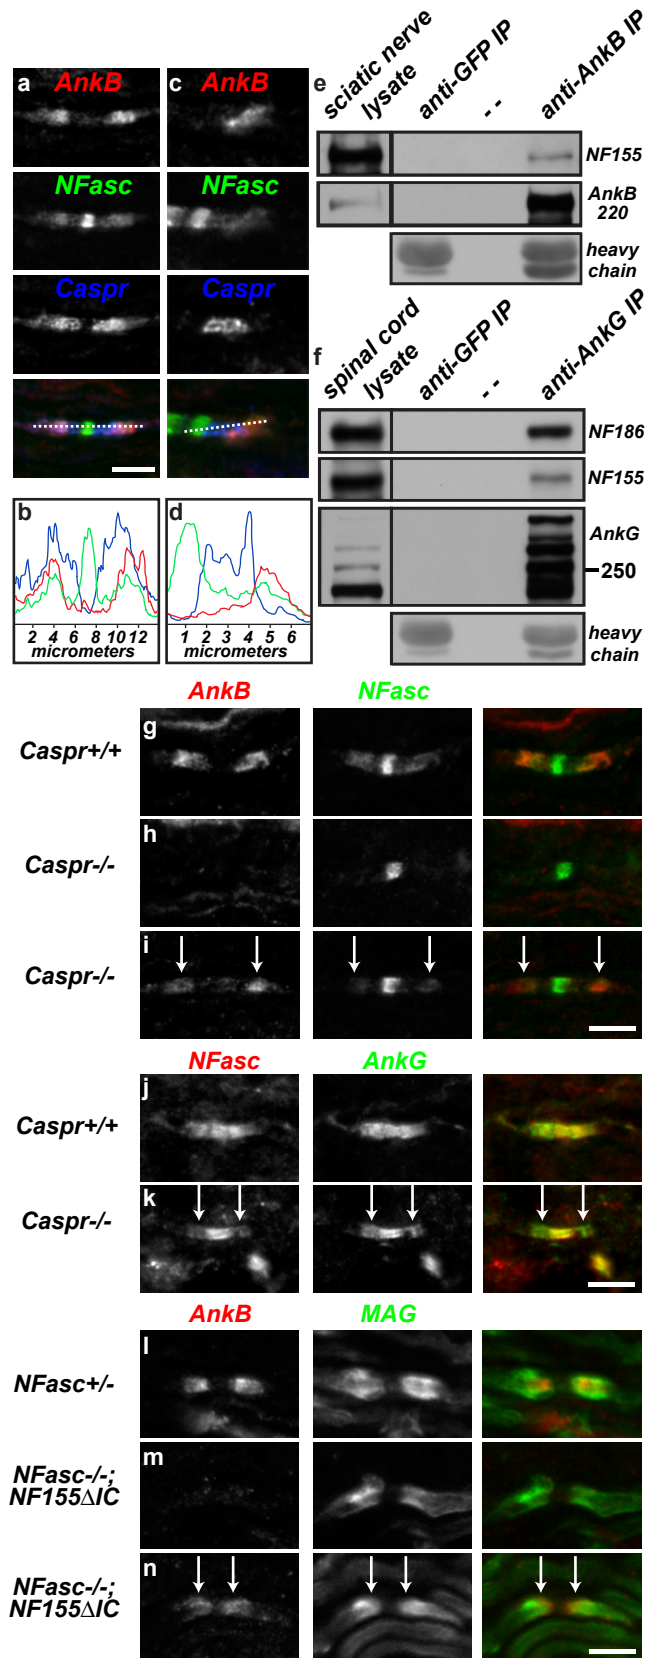 a AnkB
c AnkB
NFasc
NFasc
Caspr
Caspr
b
2 4 6 8 10 12
micrometers
d
1 2 3 4 5 6
micrometers
e
sciatic nerve
lysate
anti-GFP IP
- -
anti-AnkB IP
NF155
AnkB
220
heavy
chain
f
spinal cord
lysate
anti-GFP IP
- -
anti-AnkG IP
NF186
NF155
AnkG
250
heavy
chain
AnkB NFasc
Caspr+/+ g
Caspr-/- h
Caspr-/- i
NFasc AnkG
Caspr+/+ j
Caspr-/- k
AnkB MAG
NFasc+/- l
NFasc-/-;
NF155ΔIC
m
NFasc-/-;
NF155ΔIC
n